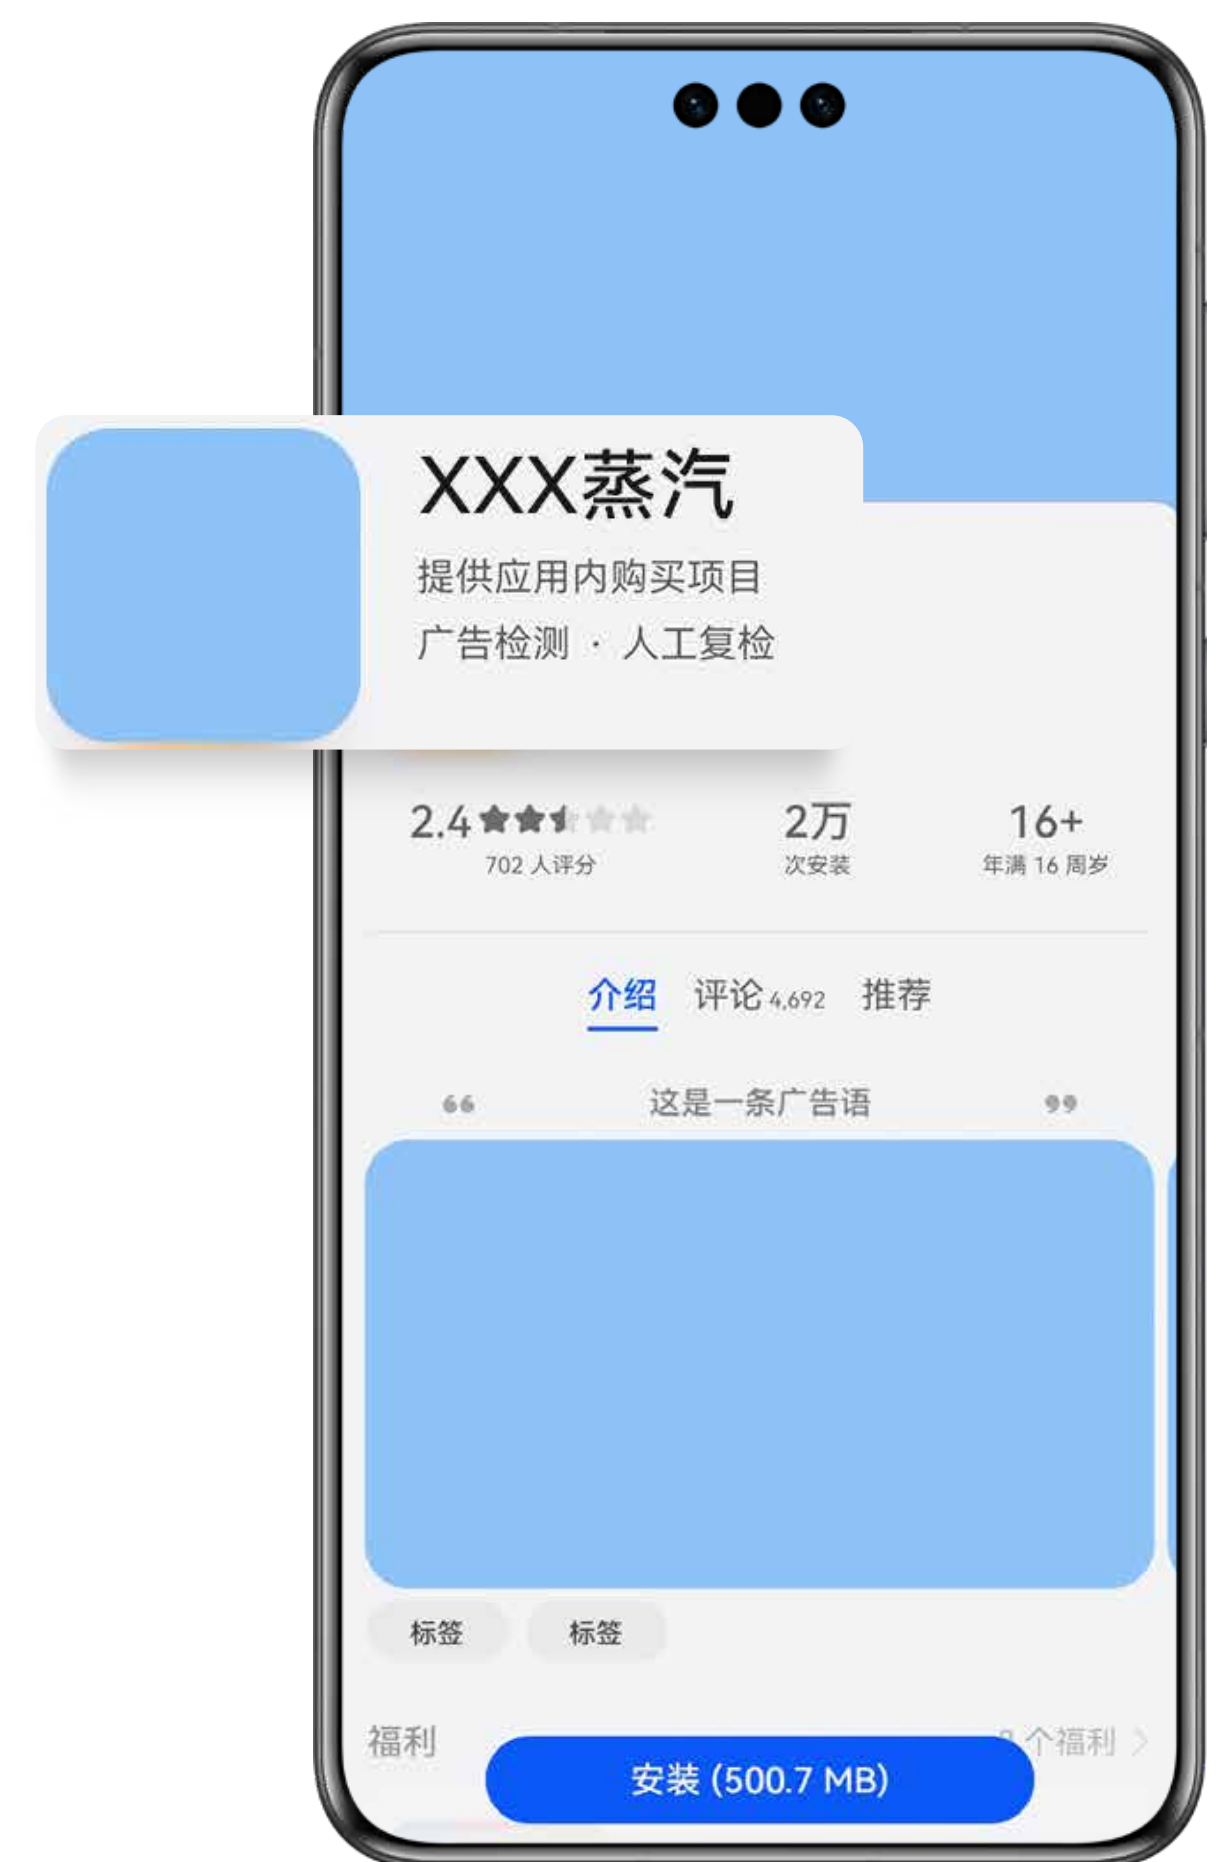 XXX蒸汽
提供应用内购买项目
广告检测 · 人工复检
2.4
702 人评分
2万
次安装
16+
年满 16 周岁
介绍 评论 4,692 推荐
“ 这是一条广告语 ”
标签 标签
福利 个福利 >
安装 (500.7 MB)